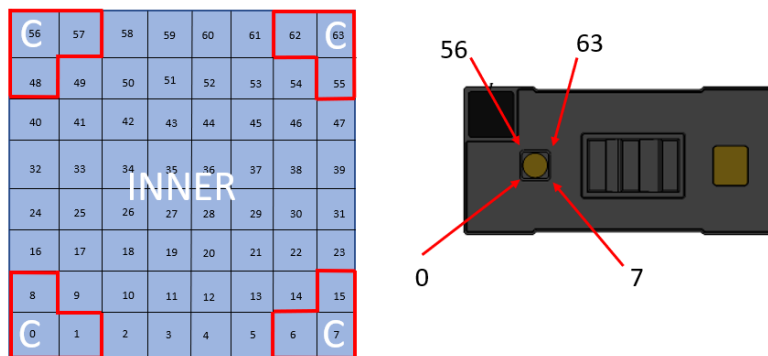 C 56 57 58 59 60 61 62 63 C
48 49 50 51 52 53 54 55
40 41 42 43 44 45 46 47
32 33 34 35 36 37 38 39
INNER
24 25 26 27 28 29 30 31
16 17 18 19 20 21 22 23
8 9 10 11 12 13 14 15
C 0 1 2 3 4 5 6 7 C
56 63
0 7